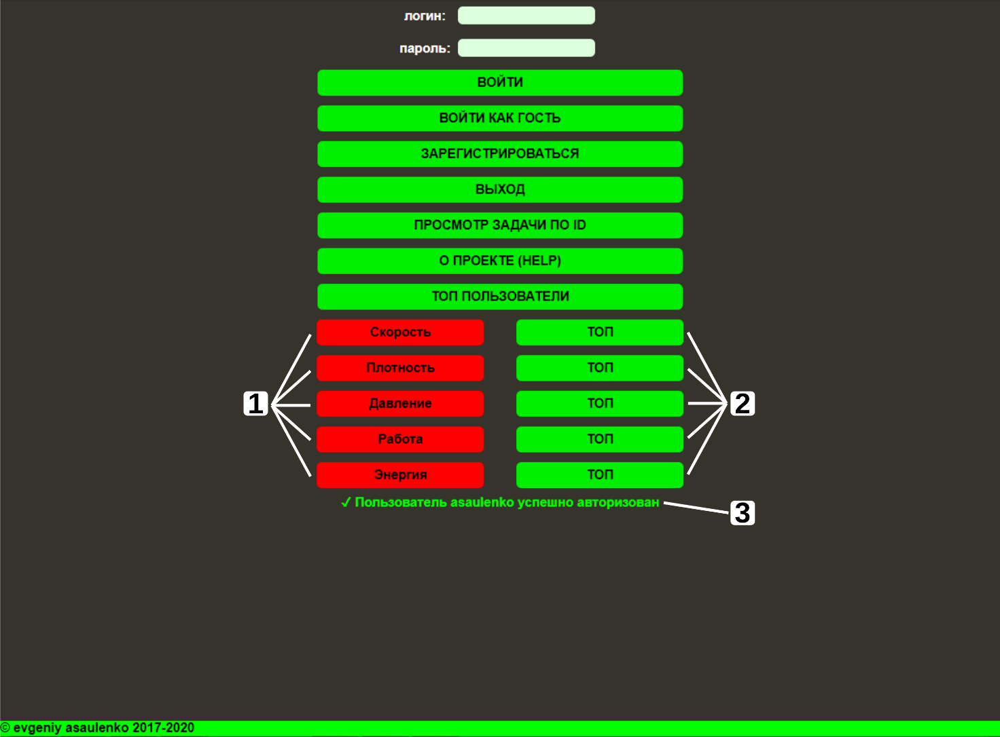 логин:
пароль:
ВОЙТИ
ВОЙТИ КАК ГОСТЬ
ЗАРЕГИСТРИРОВАТЬСЯ
ВЫХОД
ПРОСМОТР ЗАДАЧИ ПО ID
О ПРОЕКТЕ (HELP)
ТОП ПОЛЬЗОВАТЕЛИ
Скорость ТОП
Плотность ТОП
1 Давление ТОП 2
Работа ТОП
Энергия ТОП
✓ Пользователь asaulenko успешно авторизован 3
© evgeniy asaulenko 2017-2020